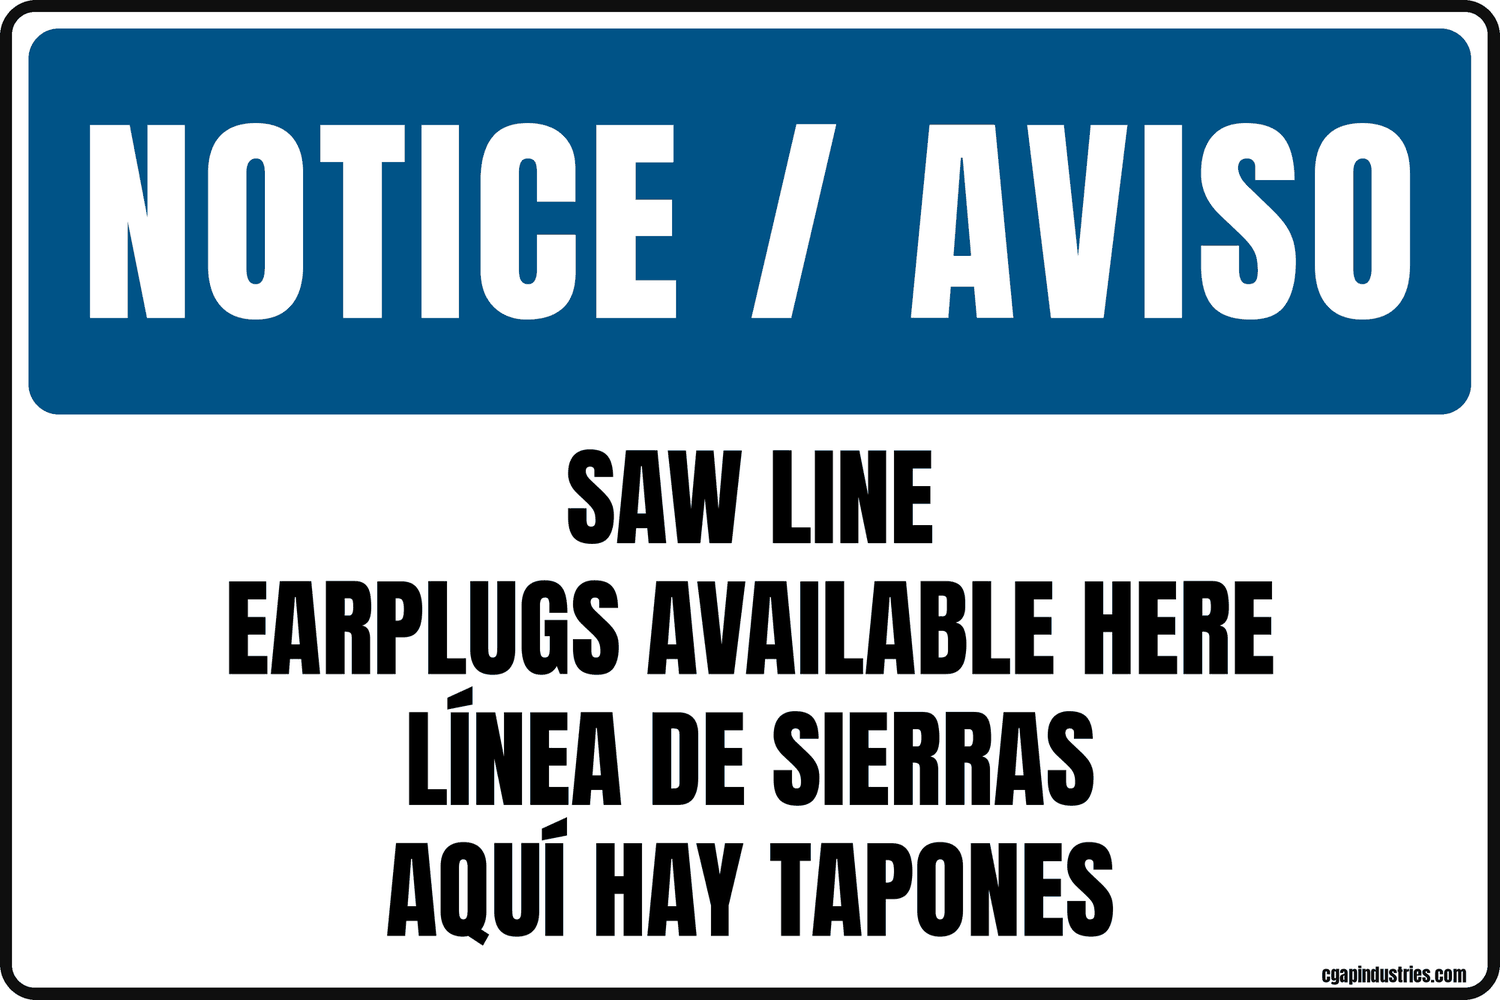 NOTICE / AVISO
SAW LINE
EARPLUGS AVAILABLE HERE
LÍNEA DE SIERRAS
AQUÍ HAY TAPONES
cgapindustries.com